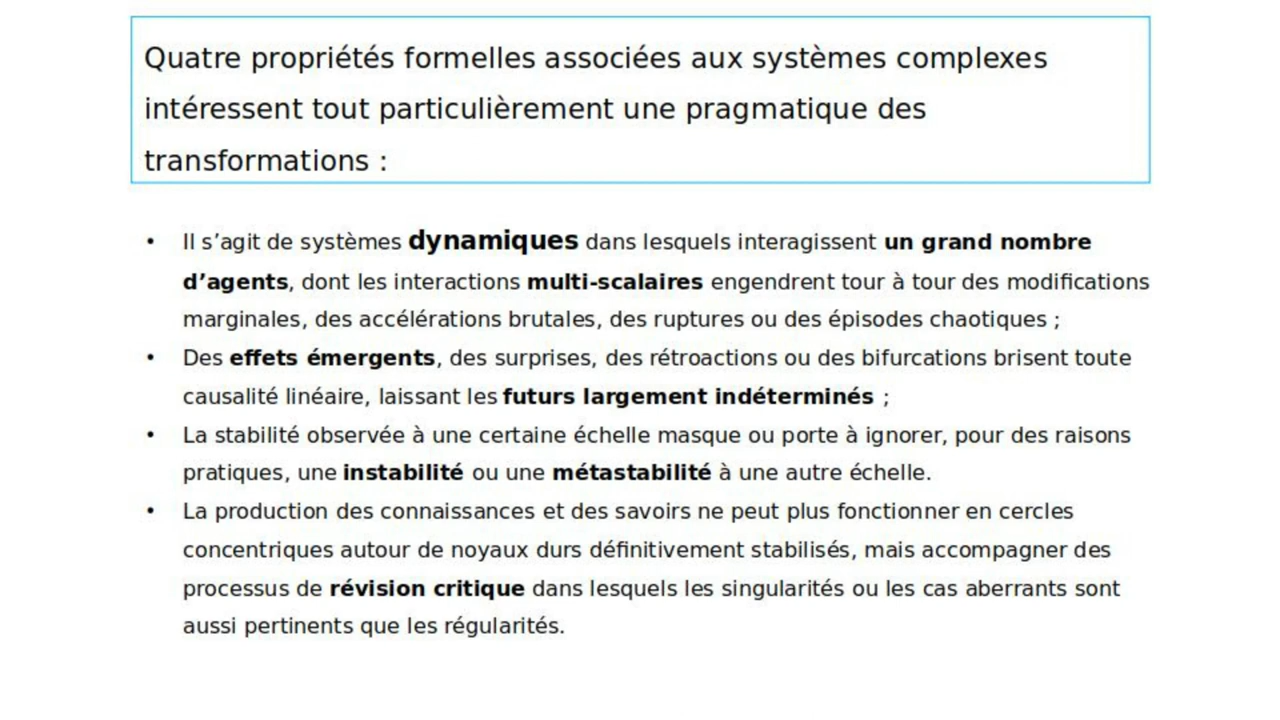 Quatre propriétés formelles associées aux systèmes complexes
intéressent tout particulièrement une pragmatique des
transformations :
• Il s’agit de systèmes dynamiques dans lesquels interagissent un grand nombre
d’agents, dont les interactions multi-scalaires engendrent tour à tour des modifications
marginales, des accélérations brutales, des ruptures ou des épisodes chaotiques ;
• Des effets émergents, des surprises, des rétroactions ou des bifurcations brisent toute
causalité linéaire, laissant les futurs largement indéterminés ;
• La stabilité observée à une certaine échelle masque ou porte à ignorer, pour des raisons
pratiques, une instabilité ou une métastabilité à une autre échelle.
• La production des connaissances et des savoirs ne peut plus fonctionner en cercles
concentriques autour de noyaux durs définitivement stabilisés, mais accompagner des
processus de révision critique dans lesquels les singularités ou les cas aberrants sont
aussi pertinents que les régularités.